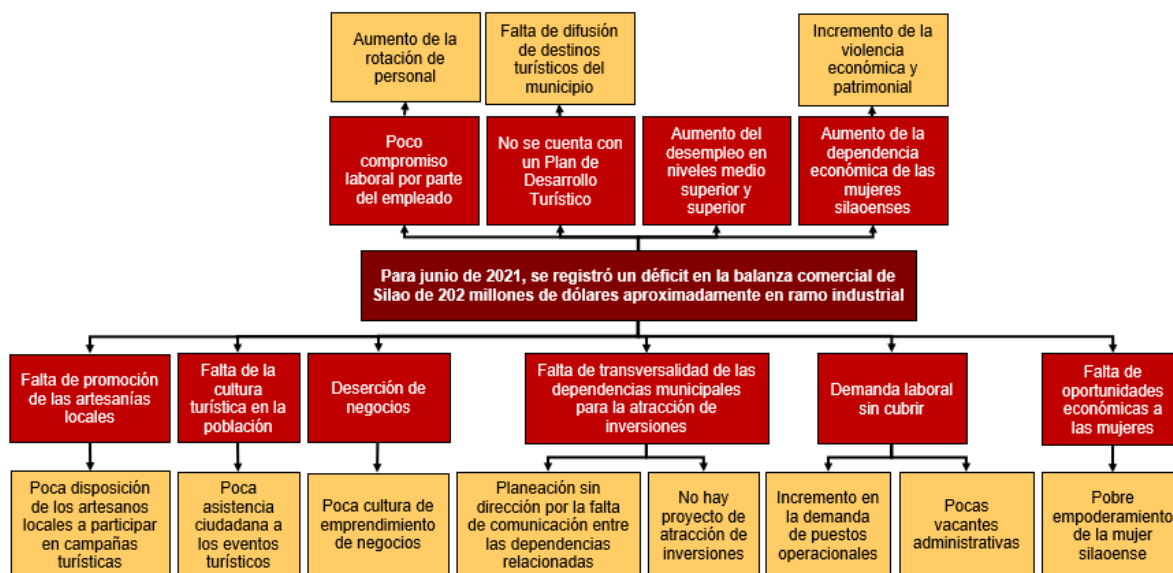 Aumento de la
rotación de
personal
Falta de difusión
de destinos
turísticos del
municipio
Incremento de la
violencia
económica y
patrimonial
Poco
compromiso
laboral por parte
del empleado
No se cuenta con
un Plan de
Desarrollo
Turístico
Aumento del
desempleo en
niveles medio
superior y
superior
Aumento de la
dependencia
económica de las
mujeres
silaoenses
Para junio de 2021, se registró un déficit en la balanza comercial de
Silao de 202 millones de dólares aproximadamente en ramo industrial
Falta de promoción
de las artesanías
locales
Falta de la
cultura
turística en la
población
Deserción de
negocios
Falta de transversalidad de las
dependencias municipales
para la atracción de
inversiones
Demanda laboral
sin cubrir
Falta de
oportunidades
económicas a
las mujeres
Poca disposición
de los artesanos
locales a participar
en campañas
turísticas
Poca
asistencia
ciudadana a
los eventos
turísticos
Poca cultura de
emprendimiento
de negocios
Planeación sin
dirección por la falta
de comunicación entre
las dependencias
relacionadas
No hay
proyecto de
atracción de
inversiones
Incremento en
la demanda
de puestos
operacionales
Pocas
vacantes
administrativas
Pobre
empoderamiento
de la mujer
silaoense